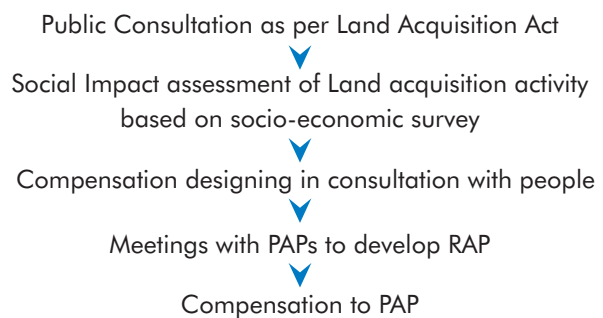 Public Consultation as per Land Acquisition Act
Social Impact assessment of Land acquisition activity
based on socio-economic survey
Compensation designing in consultation with people
Meetings with PAPs to develop RAP
Compensation to PAP